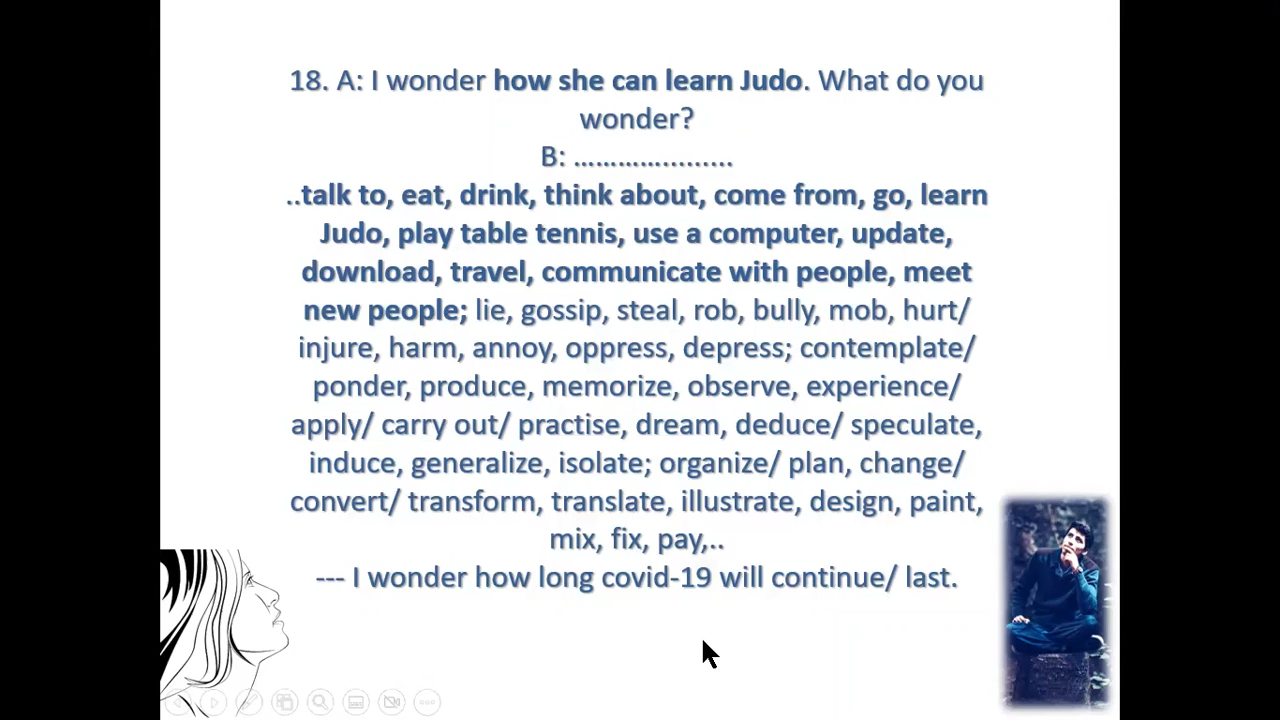 18. A: I wonder how she can learn Judo. What do you
wonder?
B: ......................
..talk to, eat, drink, think about, come from, go, learn
Judo, play table tennis, use a computer, update,
download, travel, communicate with people, meet
new people; lie, gossip, steal, rob, bully, mob, hurt/
injure, harm, annoy, oppress, depress; contemplate/
ponder, produce, memorize, observe, experience/
apply/ carry out/ practise, dream, deduce/ speculate,
induce, generalize, isolate; organize/ plan, change/
convert/ transform, translate, illustrate, design, paint,
mix, fix, pay,..
--- I wonder how long covid-19 will continue/ last.